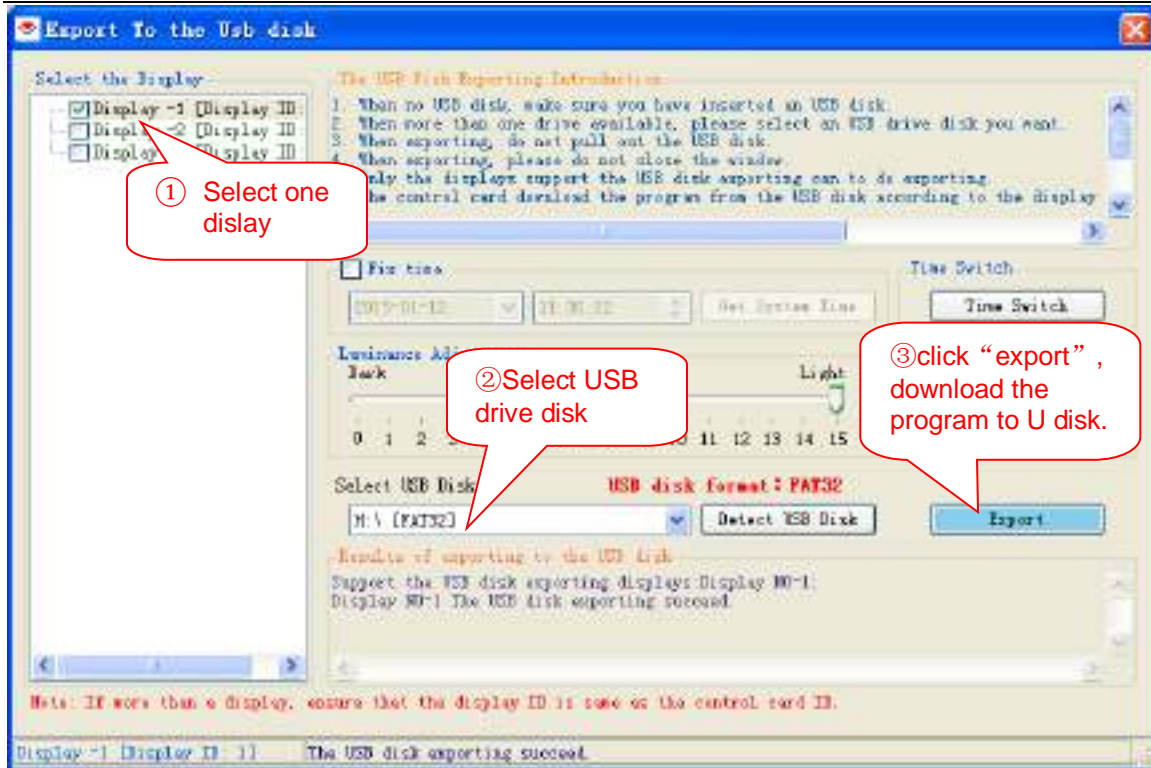 Export To the Usb disk
Select the Display
Display -1 [Display ID
Display -2 [Display ID
Display [Display ID
① Select one
dislay
The USB Disk Exporting Introduction
1. When no USB disk, make sure you have inserted an USB disk.
2. When more than one drive available, please select an USB drive disk you want.
3. When exporting, do not pull out the USB disk.
4. When exporting, please do not close the window.
only the displays support the USB disk exporting can to do exporting.
the control card download the program from the USB disk according to the display
Fix time
2015-01-12
Get System Time
Time Switch
Time Switch
Luminance
Dark
Light
0 1 2 11 12 13 14 15
②Select USB
drive disk
③click “export”,
download the
program to U disk.
Select USB Disk
USB disk format:FAT32
H:\ [FAT32]
Detect USB Disk
Export
Results of exporting to the USB disk
Support the USB disk exporting displays:Display NO-1;
Display NO-1 The USB disk exporting succeed.
Note: If more than a display, ensure that the display ID is same as the control card ID.
Display -1 [Display ID: 1]
The USB disk exporting succeed.